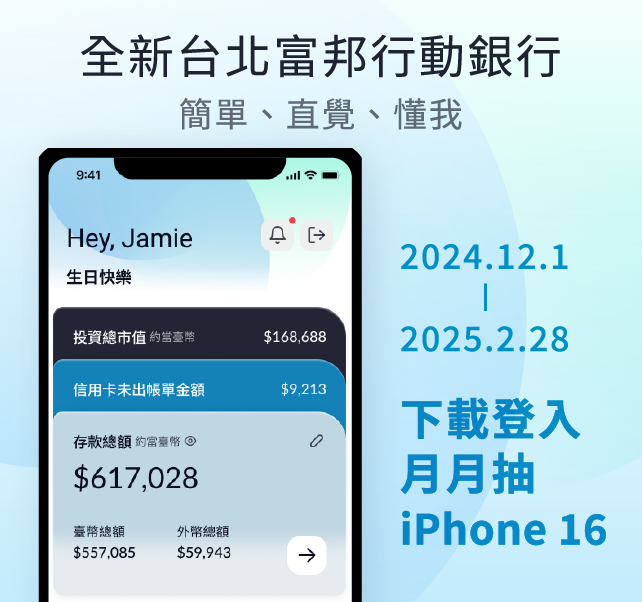 全新台北富邦行動銀行
簡單、直覺、懂我
9:41
Hey, Jamie
生日快樂
投資總市值 約當臺幣 $168,688
信用卡未出帳單金額 $9,213
存款總額 約當臺幣
$617,028
臺幣總額 外幣總額
$557,085 $59,943
2024.12.1
|
2025.2.28
下載登入
月月抽
iPhone 16